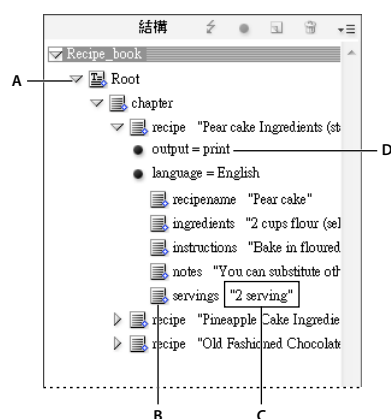 結構
Recipe_book
A
Root
chapter
recipe "Pear cake Ingredients (st
output = print
D
language = English
recipename "Pear cake"
ingredients "2 cups flour (sel
instructions "Bake in floured
notes "You can substitute oth
servings "2 serving"
recipe "Pineapple Cake Ingredie
recipe "Old Fashioned Chocolate
B
C